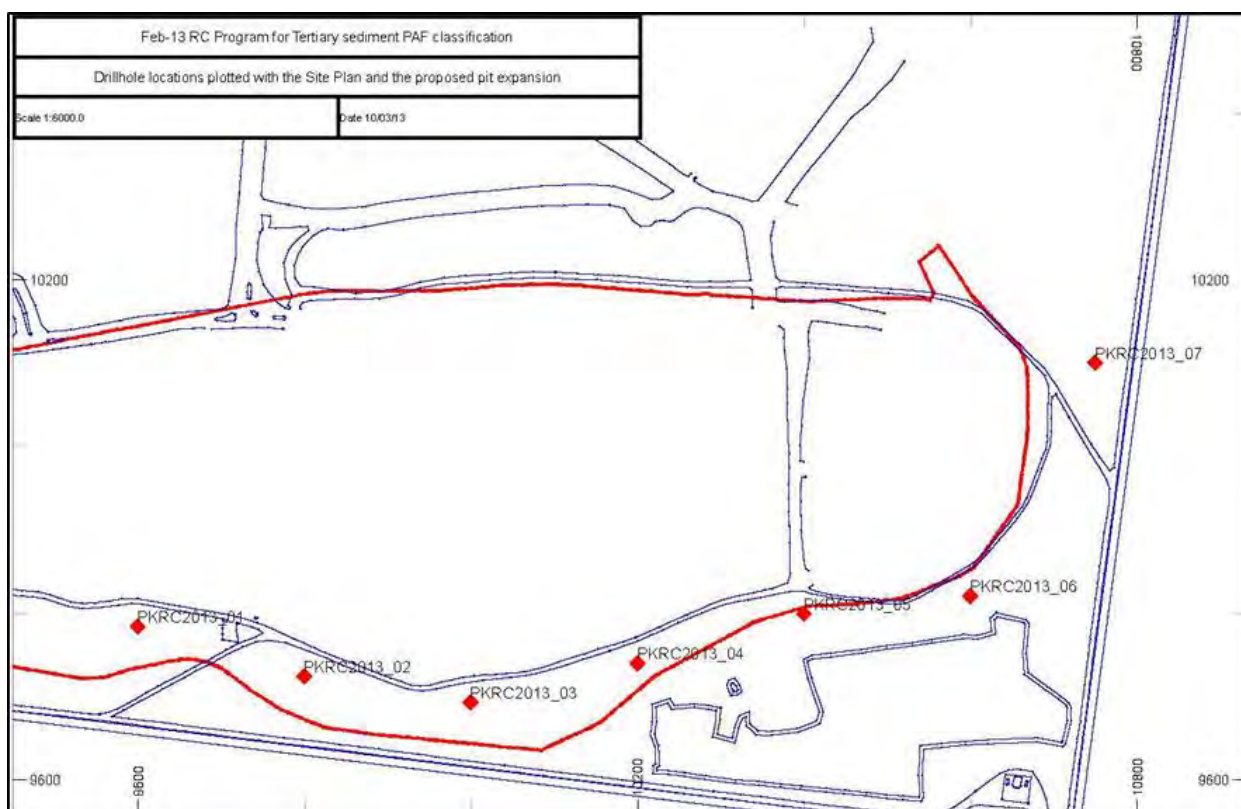 Feb-13 RC Program for Tertiary sediment PAF classification
Drillhole locations plotted with the Site Plan and the proposed pit expansion
Scale 1:6000.0
Date 10/03/13
10800
10200
10200
PKRC2013_07
PKRC2013_06
PKRC2013_05
PKRC2013_01
PKRC2013_02
PKRC2013_04
PKRC2013_03
9600
9600
10200
10800
9600